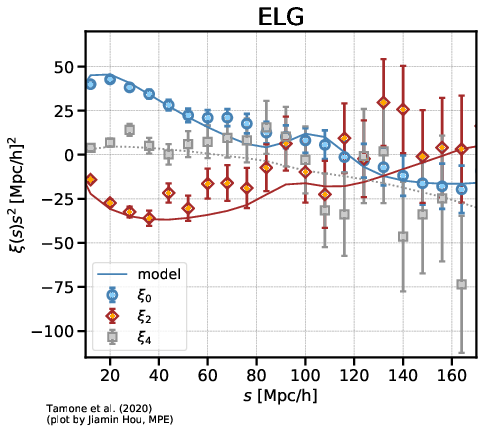 ELG
ξ(s)s² [Mpc/h]²
50
25
0
−25
−50
−75
−100
model
ξ₀
ξ₂
ξ₄
20 40 60 80 100 120 140 160
s [Mpc/h]
Tamone et al. (2020)
(plot by Jiamin Hou, MPE)